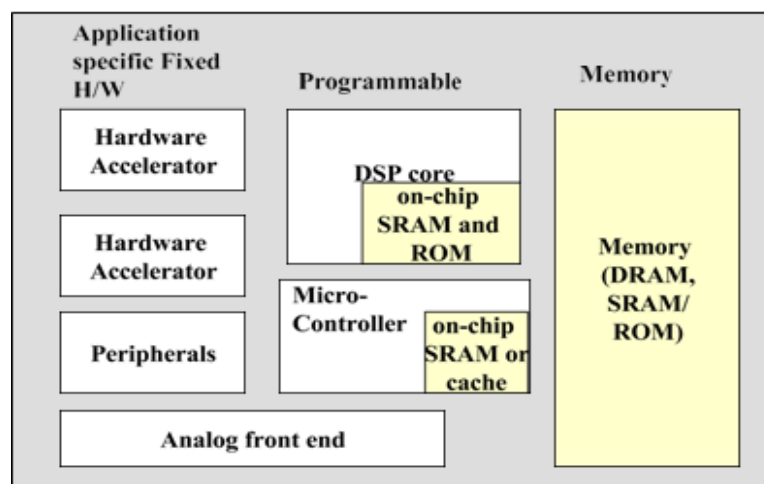 Application
specific Fixed
H/W
Programmable
Memory
Hardware
Accelerator
Hardware
Accelerator
Peripherals
Analog front end
DSP core
on-chip
SRAM and
ROM
Micro-
Controller
on-chip
SRAM or
cache
Memory
(DRAM,
SRAM/
ROM)